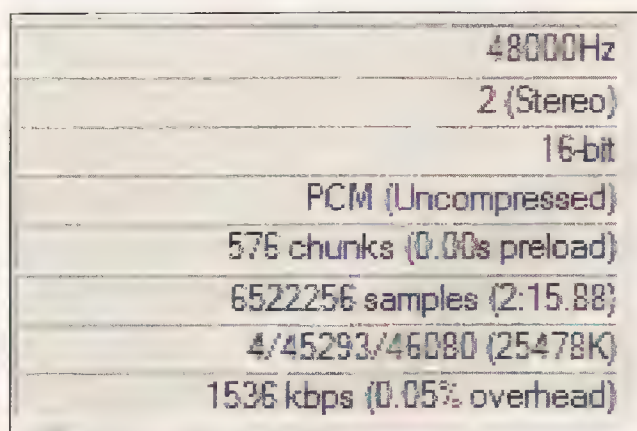 48000Hz
2 (Stereo)
16-bit
PCM (Uncompressed)
576 chunks (0.00s preload)
6522256 samples (2:15.88)
4/45293/46080 (25478K)
1536 kbps (0.05% overhead)